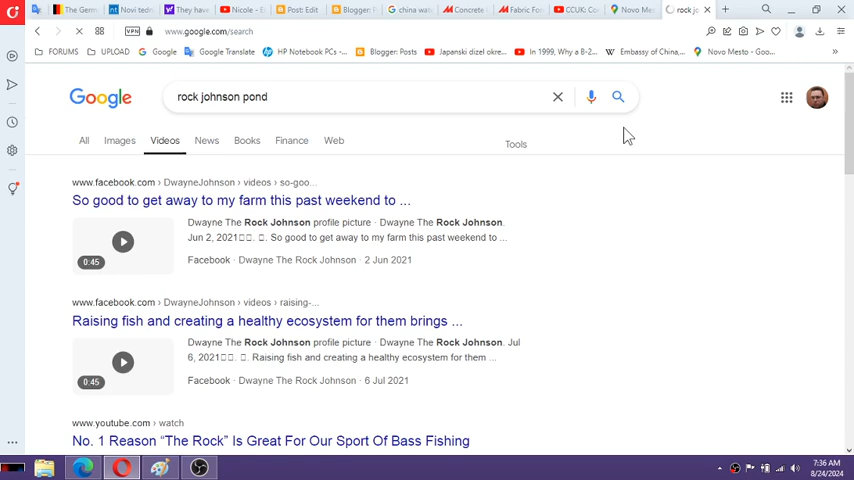 The Germ
Novi tedn
They have
Nicole - E
Post: Edit
Blogger: P
china wat
Concrete
Fabric For
CCUK: Co
Novo Mes
rock jo
VPN
www.google.com/search
FORUMS
UPLOAD
Google
Google Translate
HP Notebook PCs -...
Blogger: Posts
Japanski dizel okre...
In 1999, Why a B-2...
Embassy of China,...
Novo Mesto - Goo...
Google
rock johnson pond
All Images Videos News Books Finance Web Tools
www.facebook.com › DwayneJohnson › videos › so-goo...
So good to get away to my farm this past weekend to ...
Dwayne The Rock Johnson profile picture · Dwayne The Rock Johnson.
Jun 2, 2021 . . So good to get away to my farm this past weekend to ...
0:45
Facebook · Dwayne The Rock Johnson · 2 Jun 2021
www.facebook.com › DwayneJohnson › videos › raising-...
Raising fish and creating a healthy ecosystem for them brings ...
Dwayne The Rock Johnson profile picture · Dwayne The Rock Johnson. Jul
6, 2021 . . Raising fish and creating a healthy ecosystem for them ...
0:45
Facebook · Dwayne The Rock Johnson · 6 Jul 2021
www.youtube.com › watch
No. 1 Reason “The Rock” Is Great For Our Sport Of Bass Fishing
7:36 AM
8/24/2024